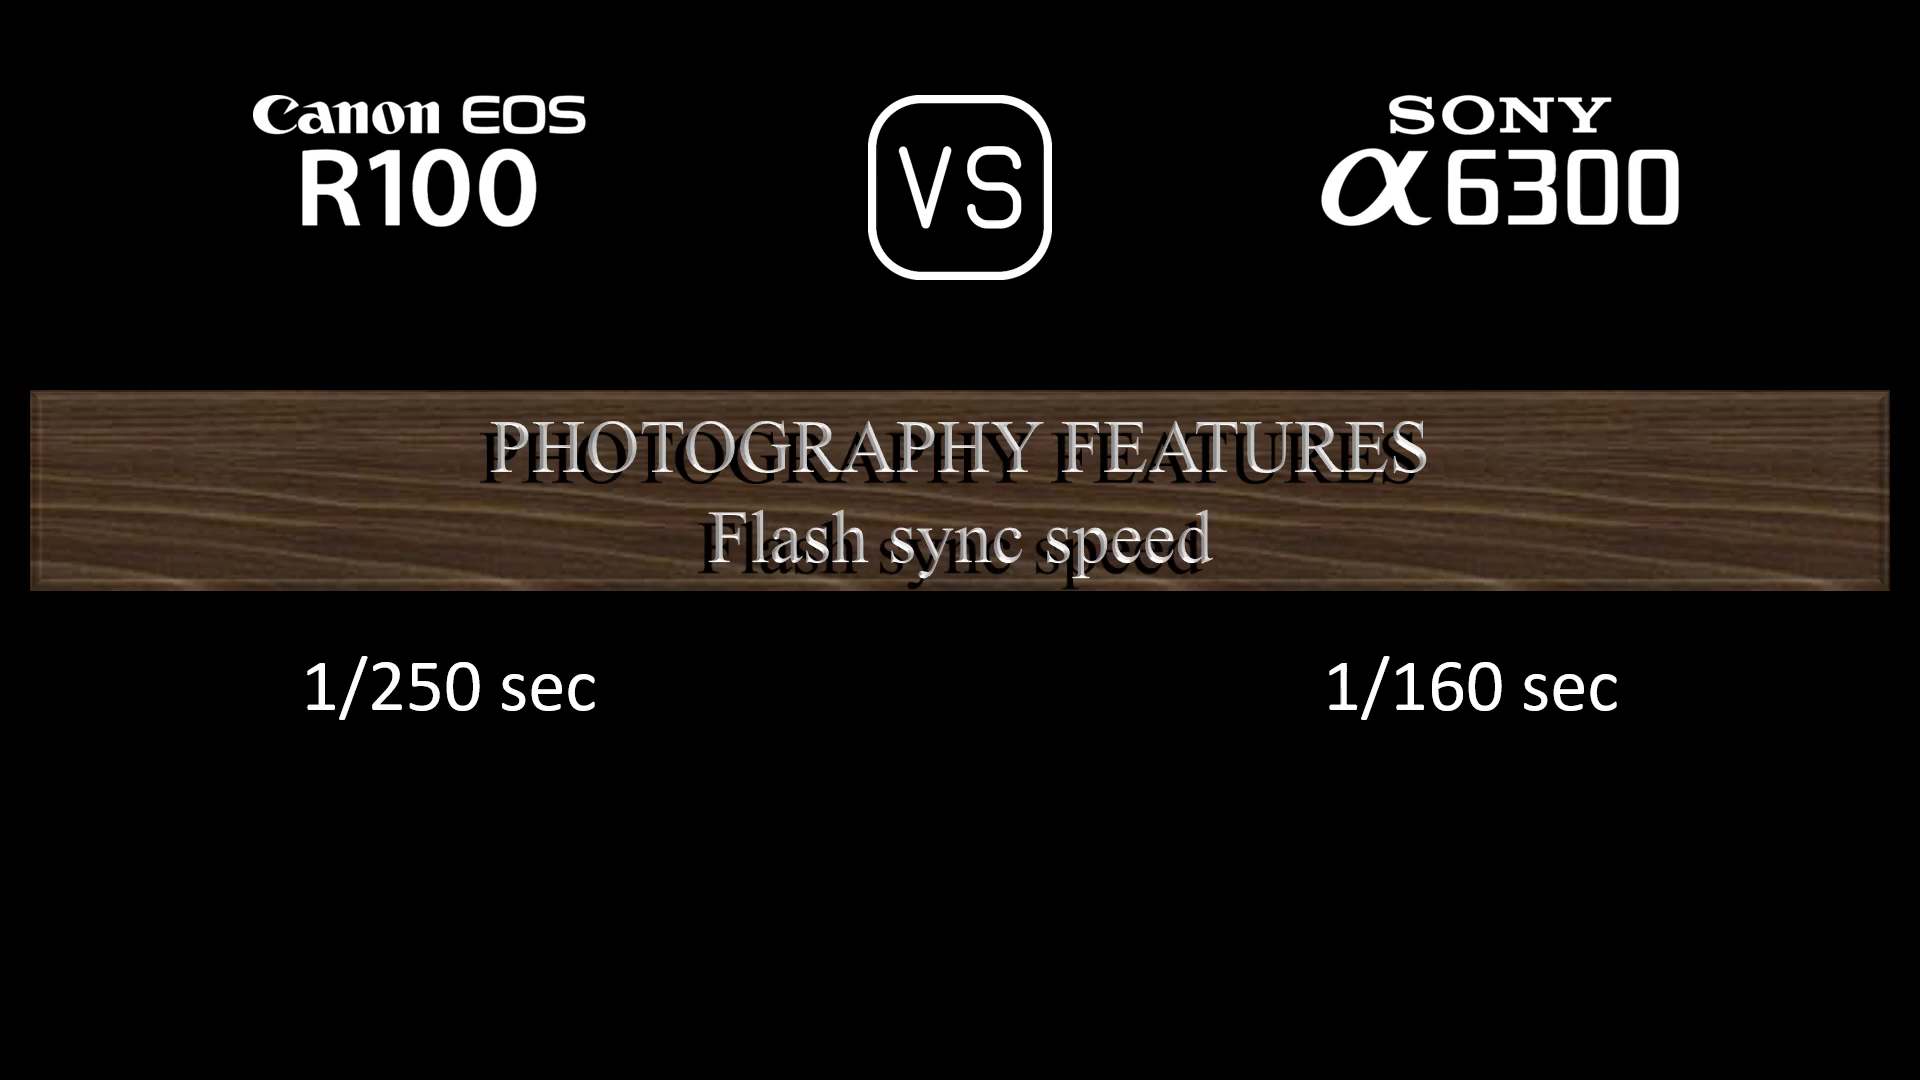 Canon EOS
R100
VS
SONY
α6300
PHOTOGRAPHY FEATURES
Flash sync speed
1/250 sec
1/160 sec